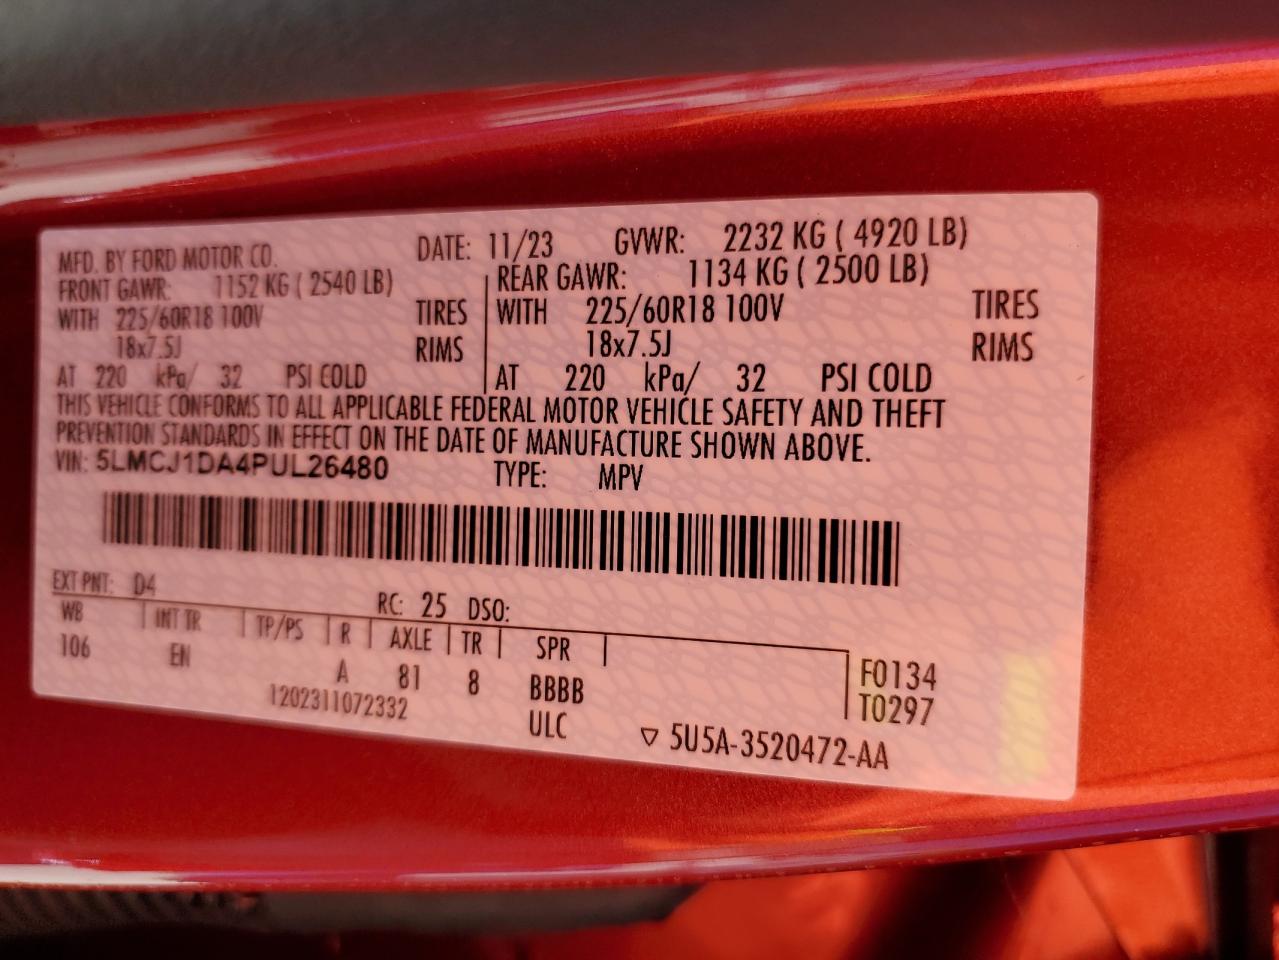 MFD. BY FORD MOTOR CO. DATE: 11/23 GVWR: 2232 KG ( 4920 LB)
FRONT GAWR: 1152 KG ( 2540 LB) REAR GAWR: 1134 KG ( 2500 LB)
WITH 225/60R18 100V TIRES WITH 225/60R18 100V TIRES
18x7.5J RIMS 18x7.5J RIMS
AT 220 kPa/ 32 PSI COLD AT 220 kPa/ 32 PSI COLD
THIS VEHICLE CONFORMS TO ALL APPLICABLE FEDERAL MOTOR VEHICLE SAFETY AND THEFT
PREVENTION STANDARDS IN EFFECT ON THE DATE OF MANUFACTURE SHOWN ABOVE.
VIN: 5LMCJ1DA4PUL26480 TYPE: MPV
EXT PNT: D4 RC: 25 DSO:
WB INT TR TP/PS R AXLE TR SPR
106 EN A 81 8 BBBB F0134
1202311072332 ULC T0297
▽ 5U5A-3520472-AA